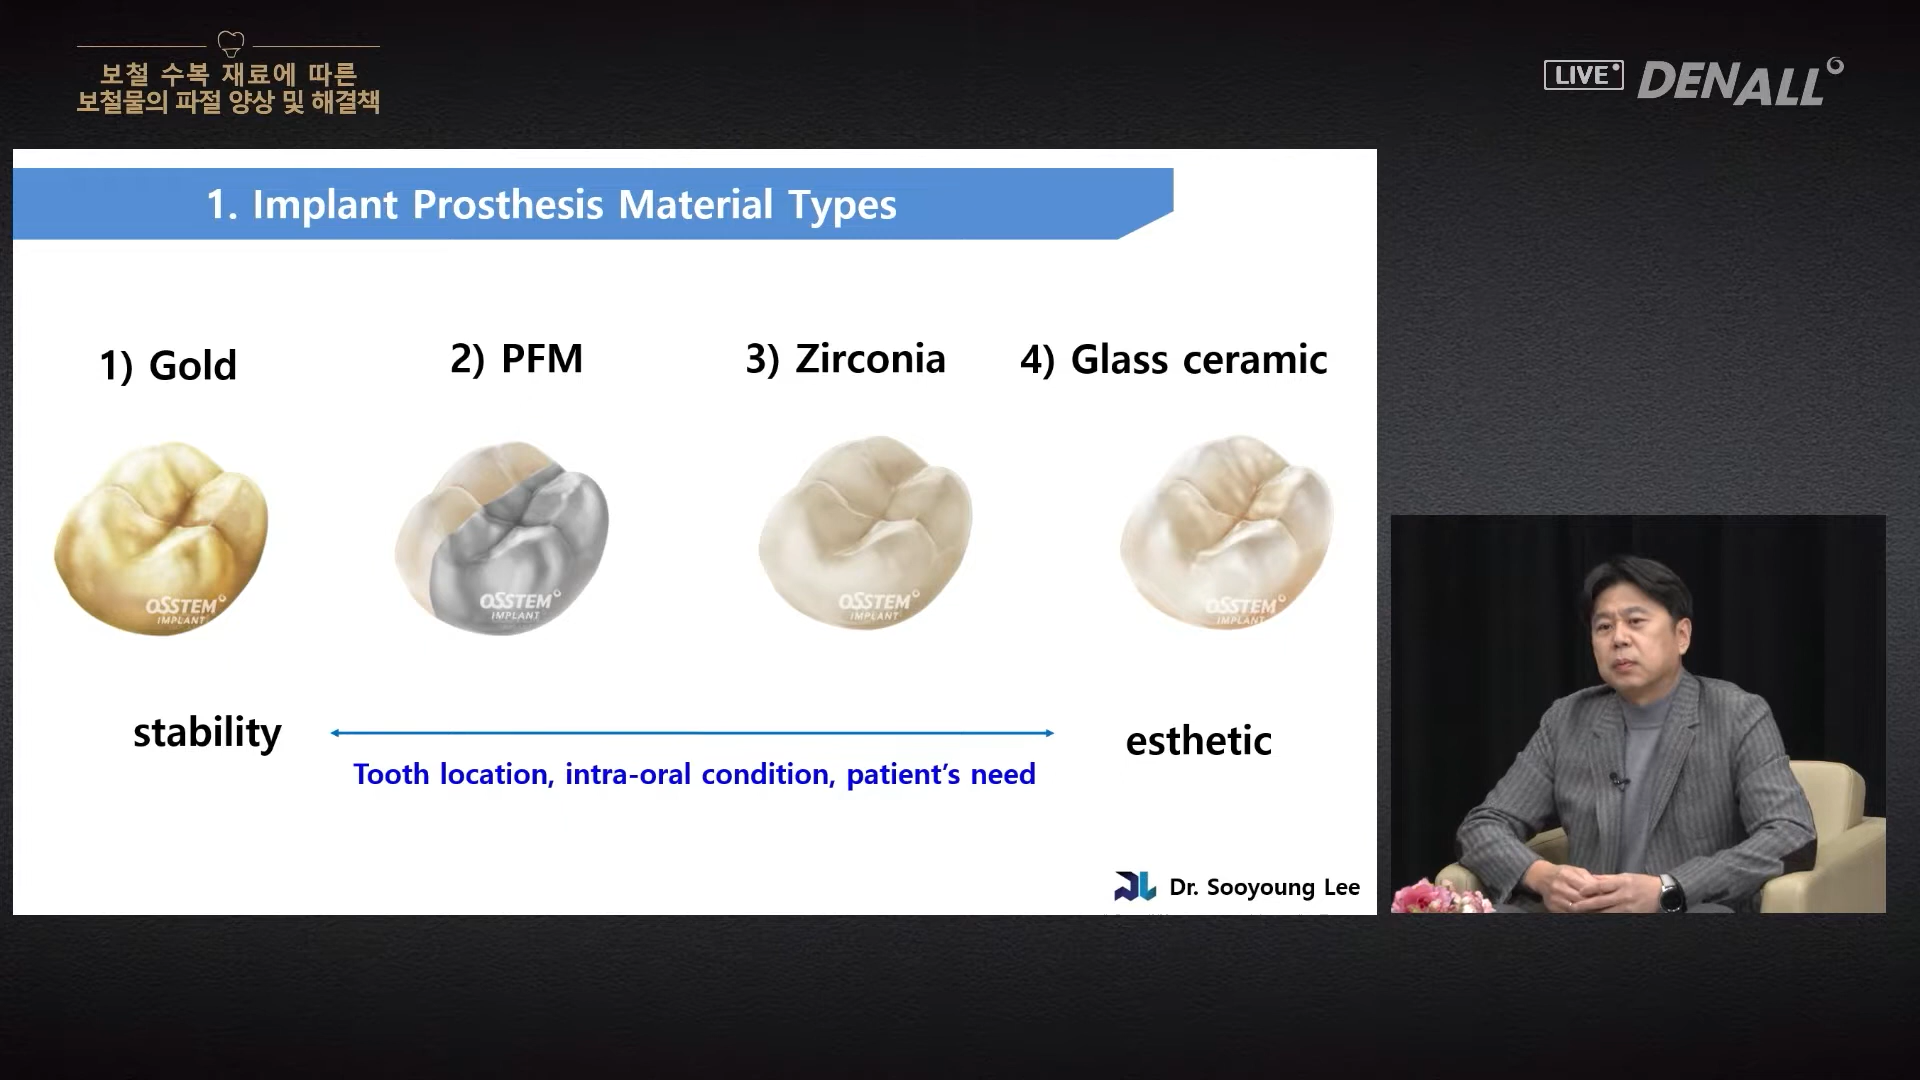 보철 수복 재료에 따른
보철물의 파절 양상 및 해결책
LIVE
DENALL
1. Implant Prosthesis Material Types
1) Gold
2) PFM
3) Zirconia
4) Glass ceramic
OSSTEM
IMPLANT
OSSTEM
IMPLANT
OSSTEM
IMPLANT
OSSTEM
IMPLANT
stability
esthetic
Tooth location, intra-oral condition, patient's need
Dr. Sooyoung Lee